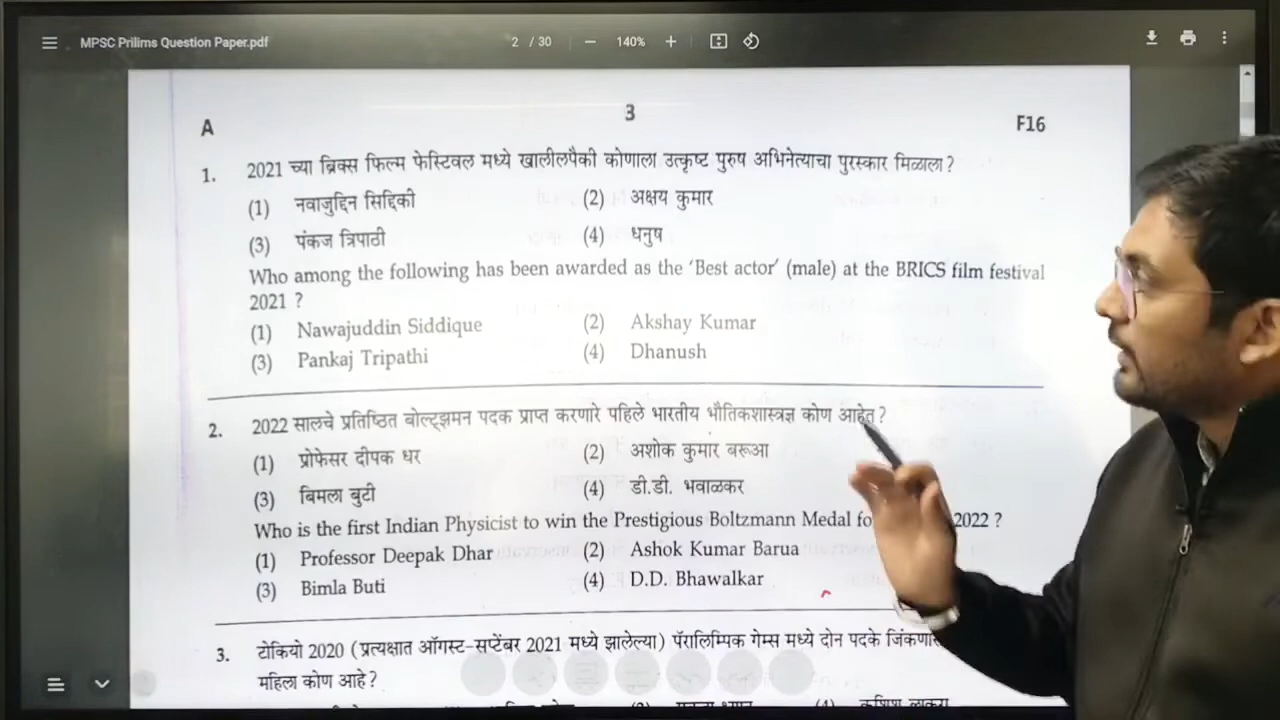 MPSC Prilims Question Paper.pdf
2 / 30
140%
A
3
F16
1. 2021 च्या ब्रिक्स फिल्म फेस्टिवल मध्ये खालीलपैकी कोणाला उत्कृष्ट पुरुष अभिनेत्याचा पुरस्कार मिळाला?
(1) नवाजुद्दिन सिद्दिकी (2) अक्षय कुमार
(3) पंकज त्रिपाठी (4) धनुष
Who among the following has been awarded as the 'Best actor' (male) at the BRICS film festival
2021 ?
(1) Nawajuddin Siddique (2) Akshay Kumar
(3) Pankaj Tripathi (4) Dhanush
2. 2022 सालचे प्रतिष्ठित बोल्ट्झमन पदक प्राप्त करणारे पहिले भारतीय भौतिकशास्त्रज्ञ कोण आहेत?
(1) प्रोफेसर दीपक धर (2) अशोक कुमार बरूआ
(3) बिमला बुटी (4) डी.डी. भवाळकर
Who is the first Indian Physicist to win the Prestigious Boltzmann Medal fo 2022 ?
(1) Professor Deepak Dhar (2) Ashok Kumar Barua
(3) Bimla Buti (4) D.D. Bhawalkar
3. टोकियो 2020 (प्रत्यक्षात ऑगस्ट-सप्टेंबर 2021 मध्ये झालेल्या) पॅरालिम्पिक गेम्स मध्ये दोन पदके
महिला कोण आहे?